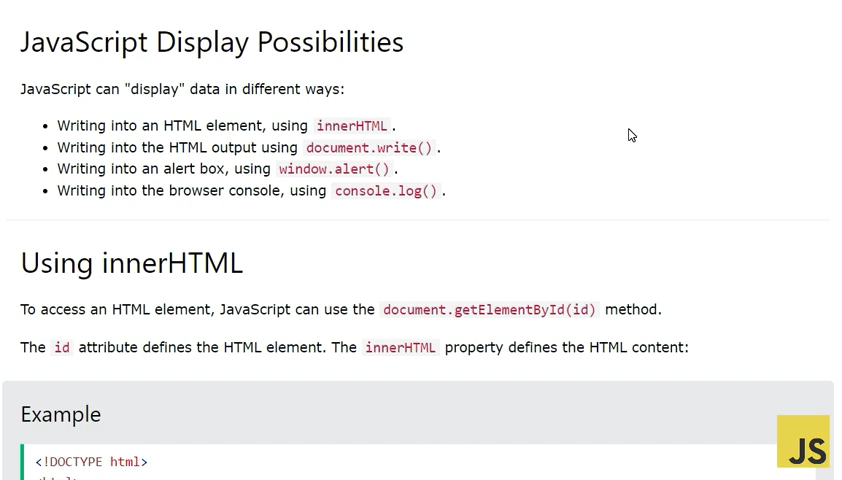 JavaScript Display Possibilities
JavaScript can "display" data in different ways:
• Writing into an HTML element, using innerHTML.
• Writing into the HTML output using document.write().
• Writing into an alert box, using window.alert().
• Writing into the browser console, using console.log().
Using innerHTML
To access an HTML element, JavaScript can use the document.getElementById(id) method.
The id attribute defines the HTML element. The innerHTML property defines the HTML content:
Example
<!DOCTYPE html>
JS